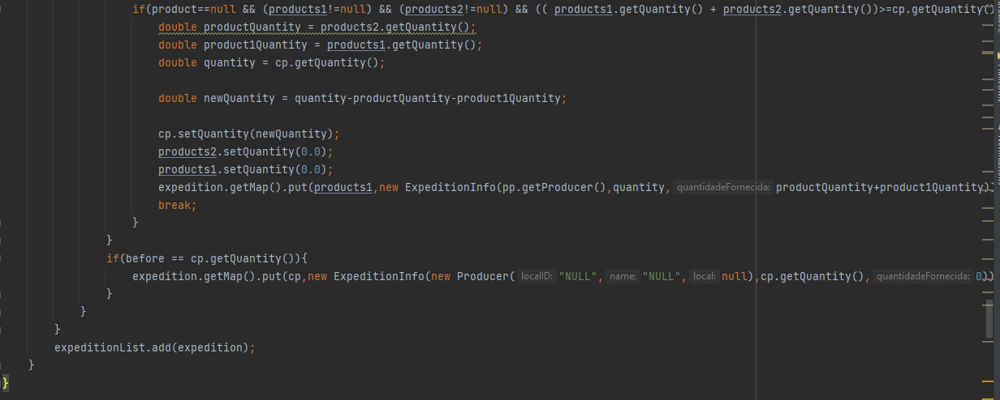 if(product==null && (products1!=null) && (products2!=null) && (( products1.getQuantity() + products2.getQuantity())>=cp.getQuantity()
double productQuantity = products2.getQuantity();
double product1Quantity = products1.getQuantity();
double quantity = cp.getQuantity();
double newQuantity = quantity-productQuantity-product1Quantity;
cp.setQuantity(newQuantity);
products2.setQuantity(0.0);
products1.setQuantity(0.0);
expedition.getMap().put(products1,new ExpeditionInfo(pp.getProducer(),quantity, quantidadeFornecida: productQuantity+product1Quantity))
break;
}
}
if(before == cp.getQuantity()){
expedition.getMap().put(cp,new ExpeditionInfo(new Producer( localID: "NULL", name: "NULL", local: null),cp.getQuantity(), quantidadeFornecida: 0))
}
}
}
expeditionList.add(expedition);
}
}